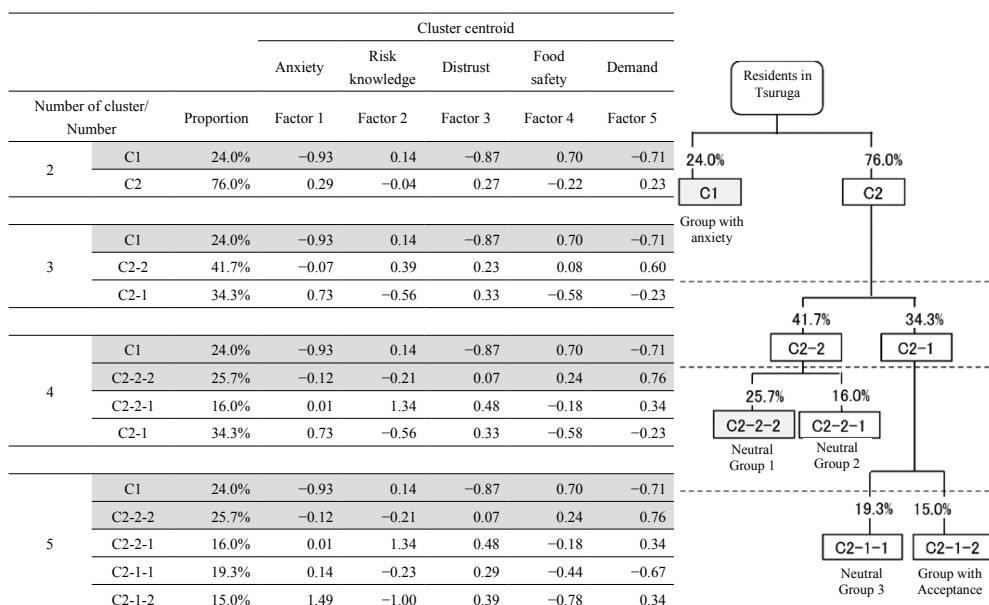 Cluster centroid
Anxiety Risk knowledge Distrust Food safety Demand
Number of cluster/ Number Proportion Factor 1 Factor 2 Factor 3 Factor 4 Factor 5
2 C1 24.0% −0.93 0.14 −0.87 0.70 −0.71
C2 76.0% 0.29 −0.04 0.27 −0.22 0.23
3 C1 24.0% −0.93 0.14 −0.87 0.70 −0.71
C2-2 41.7% −0.07 0.39 0.23 0.08 0.60
C2-1 34.3% 0.73 −0.56 0.33 −0.58 −0.23
4 C1 24.0% −0.93 0.14 −0.87 0.70 −0.71
C2-2-2 25.7% −0.12 −0.21 0.07 0.24 0.76
C2-2-1 16.0% 0.01 1.34 0.48 −0.18 0.34
C2-1 34.3% 0.73 −0.56 0.33 −0.58 −0.23
5 C1 24.0% −0.93 0.14 −0.87 0.70 −0.71
C2-2-2 25.7% −0.12 −0.21 0.07 0.24 0.76
C2-2-1 16.0% 0.01 1.34 0.48 −0.18 0.34
C2-1-1 19.3% 0.14 −0.23 0.29 −0.44 −0.67
C2-1-2 15.0% 1.49 −1.00 0.39 −0.78 0.34
Residents in
Tsuruga
24.0% 76.0%
C1 C2
Group with
anxiety
41.7% 34.3%
C2-2 C2-1
25.7% 16.0%
C2-2-2 C2-2-1
Neutral Neutral
Group 1 Group 2
19.3% 15.0%
C2-1-1 C2-1-2
Neutral Group with
Group 3 Acceptance